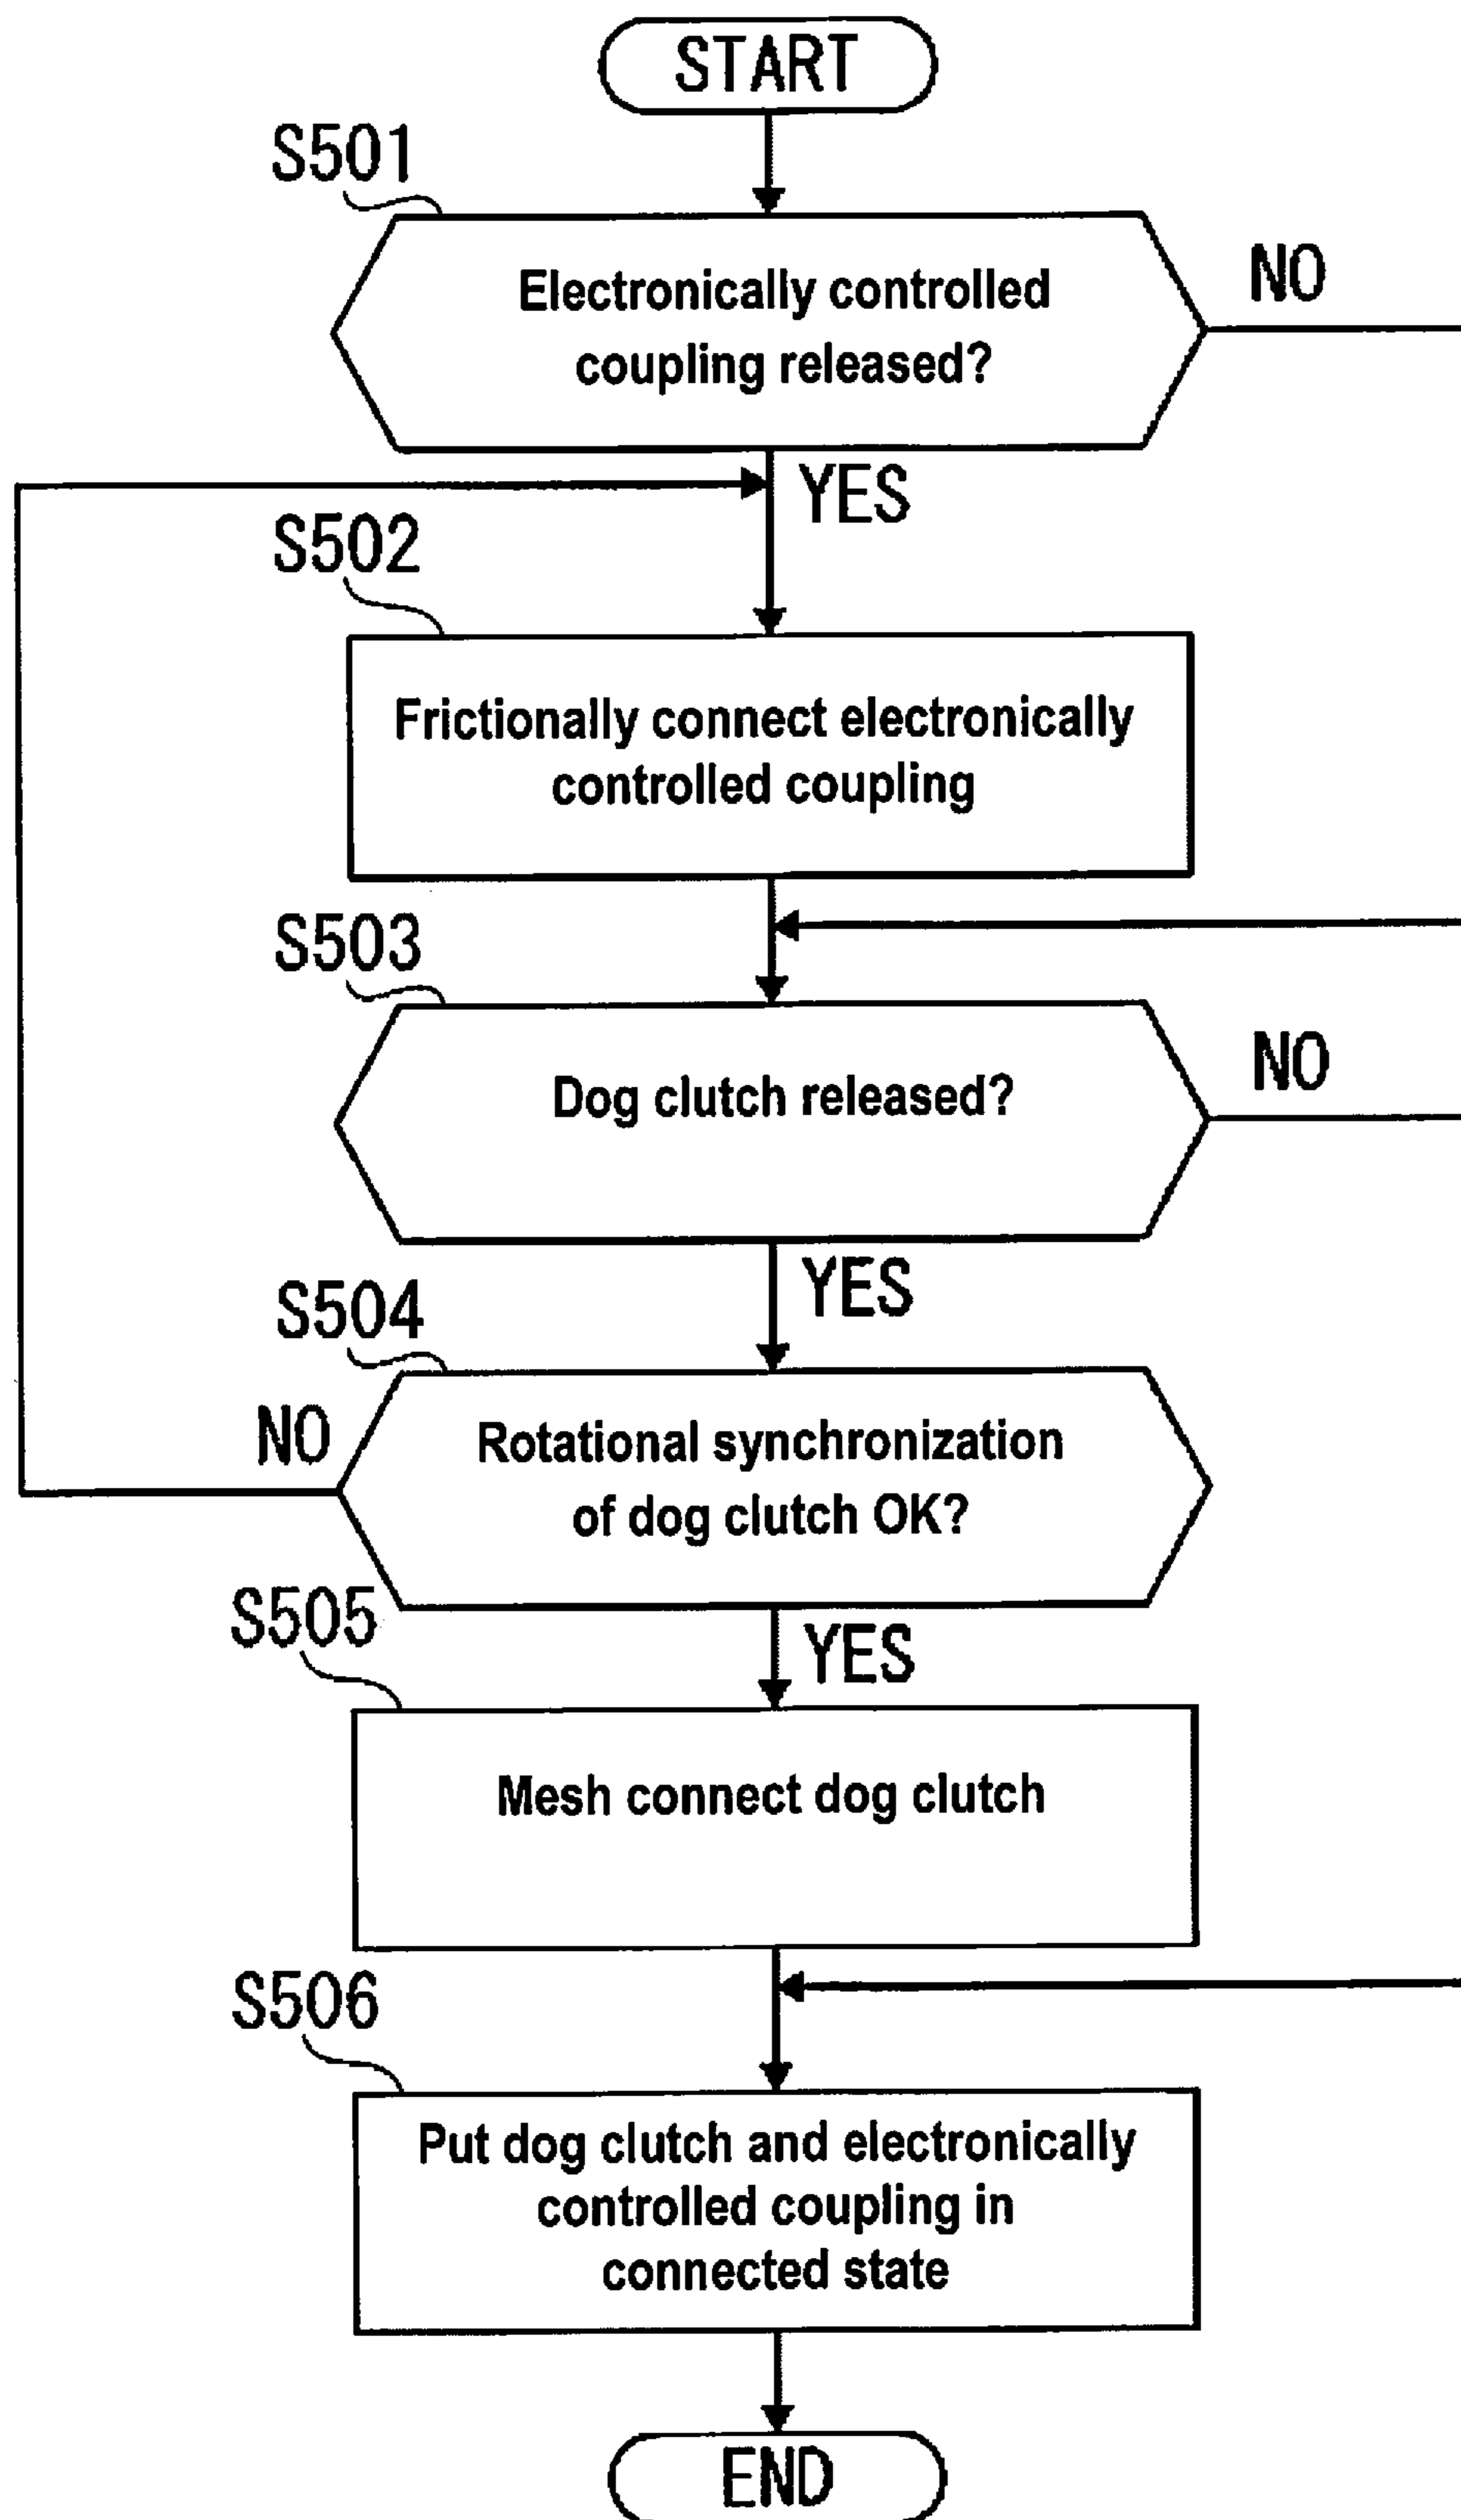 START
S501
Electronically controlled
coupling released?
NO
YES
S502
Frictionally connect electronically
controlled coupling
S503
Dog clutch released?
NO
YES
S504
Rotational synchronization
of dog clutch OK?
NO
S505
YES
Mesh connect dog clutch
S506
Put dog clutch and electronically
controlled coupling in
connected state
END